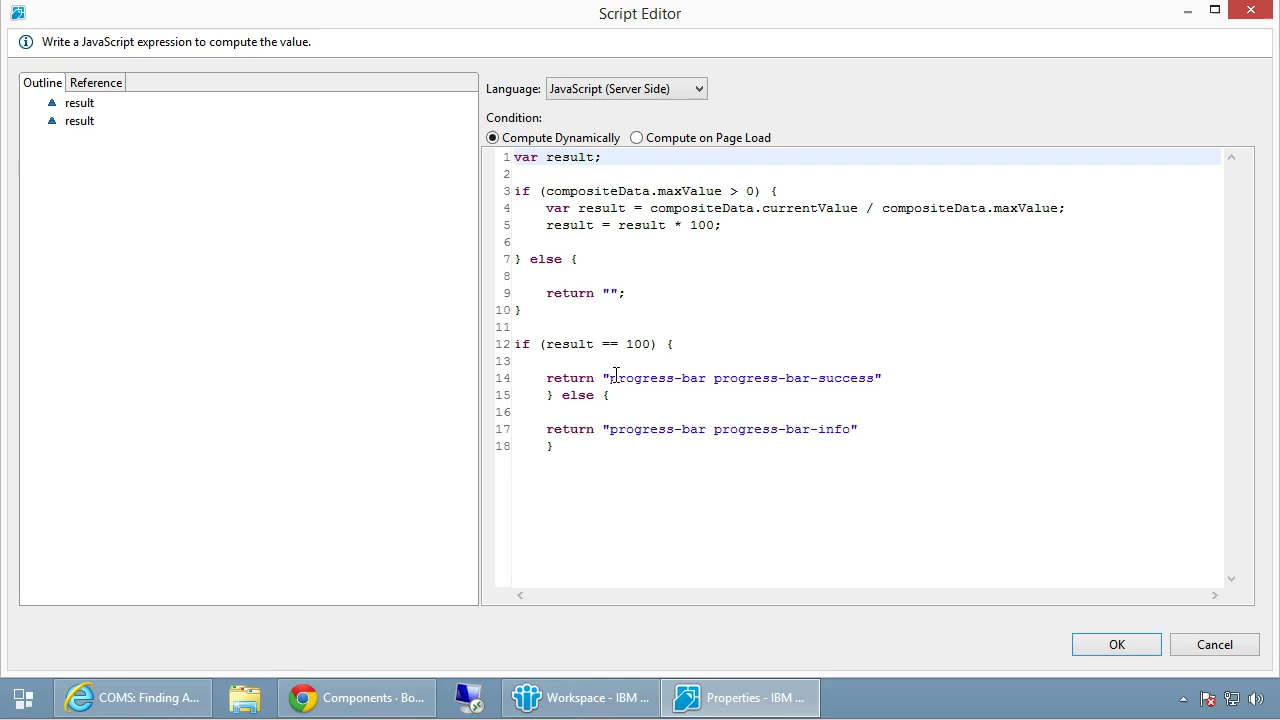 Script Editor
Write a JavaScript expression to compute the value.
Outline
Reference
result
result
Language:
JavaScript (Server Side)
Condition:
Compute Dynamically
Compute on Page Load
1 var result;
2
3 if (compositeData.maxValue > 0) {
4 var result = compositeData.currentValue / compositeData.maxValue;
5 result = result * 100;
6
7 } else {
8
9 return "";
10 }
11
12 if (result == 100) {
13
14 return "progress-bar progress-bar-success"
15 } else {
16
17 return "progress-bar progress-bar-info"
18 }
OK
Cancel
COMS: Finding A...
Components · Bo...
Workspace - IBM ...
Properties - IBM ...